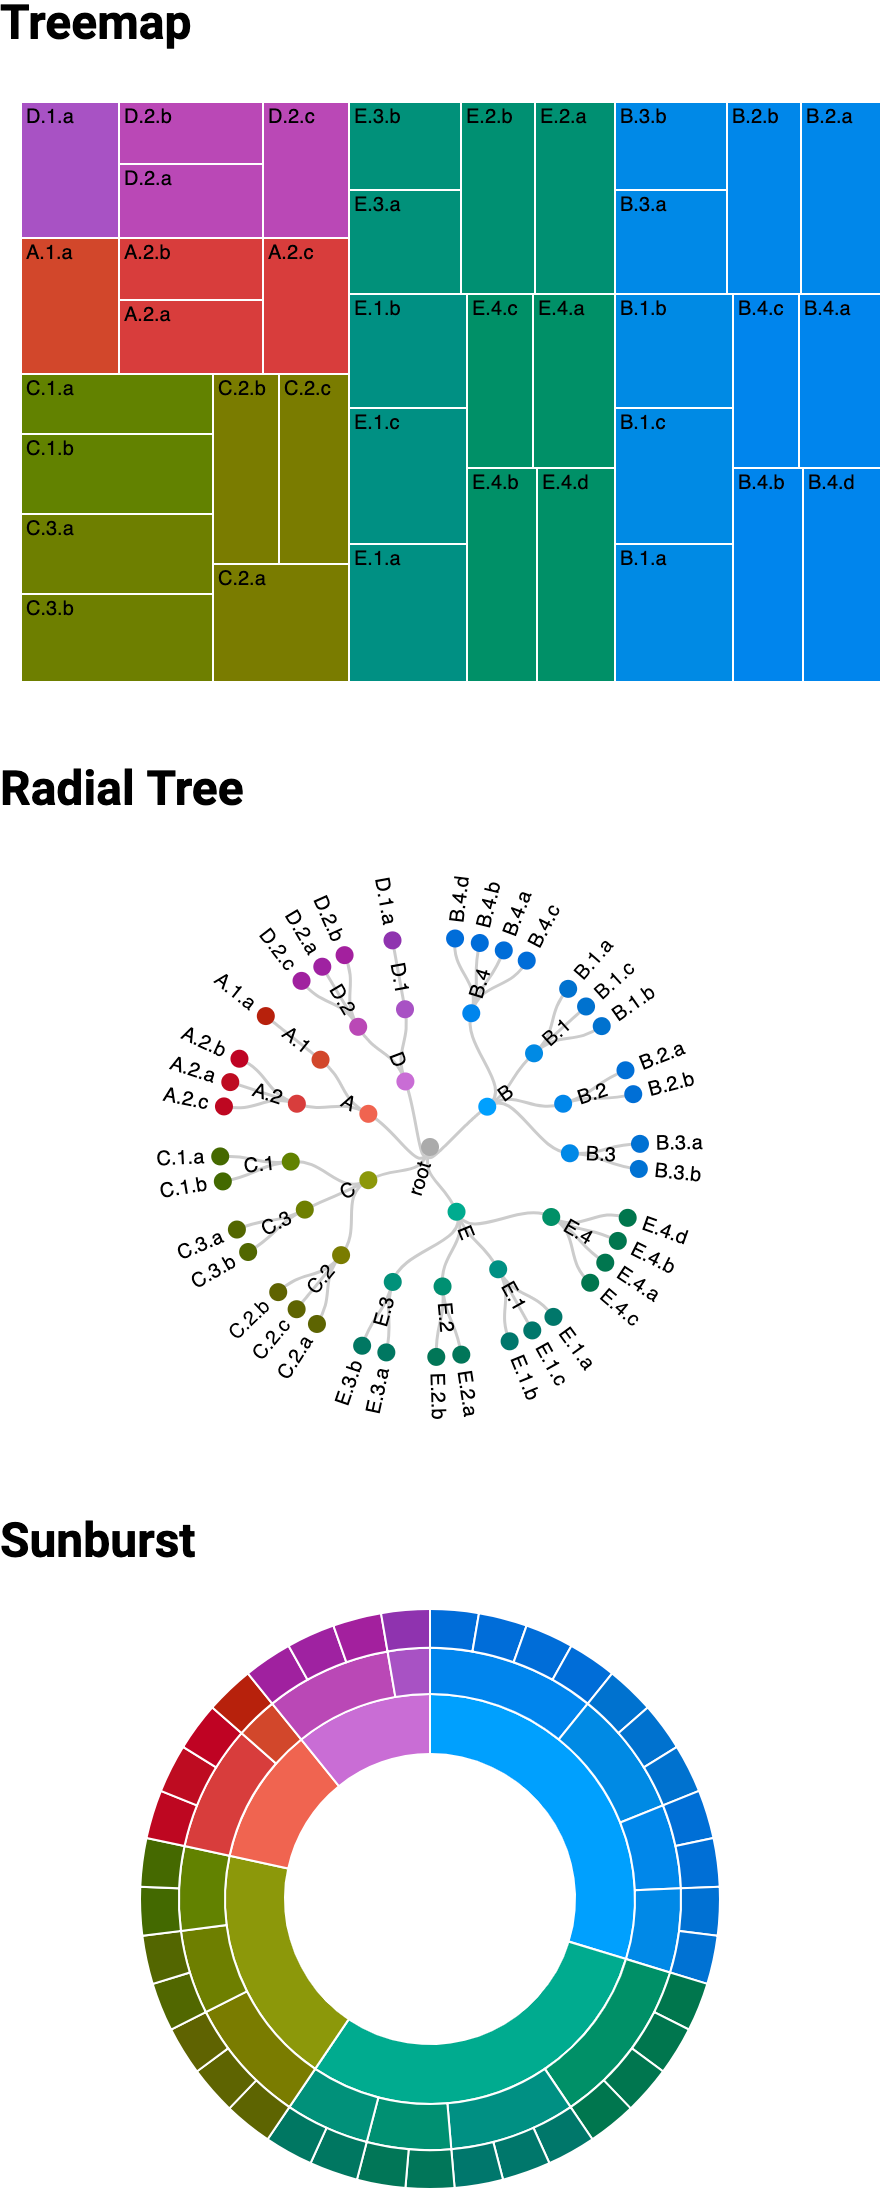 Treemap
D.1.a
D.2.b
D.2.c
E.3.b
E.2.b
E.2.a
B.3.b
B.2.b
B.2.a
D.2.a
E.3.a
B.3.a
A.1.a
A.2.b
A.2.c
E.1.b
E.4.c
E.4.a
B.1.b
B.4.c
B.4.a
A.2.a
C.1.a
C.2.b
C.2.c
E.1.c
B.1.c
C.1.b
E.4.b
E.4.d
B.4.b
B.4.d
C.3.a
E.1.a
B.1.a
C.2.a
C.3.b
Radial Tree
B.4.d
B.4.b
B.4.a
B.4.c
B.4
B.1.a
B.1.c
B.1.b
B.1
B.2.a
B.2.b
B.2
B.3.a
B.3.b
B.3
B
E.4.d
E.4.b
E.4.a
E.4.c
E.4
E.1.a
E.1.c
E.1.b
E.1
E.2.a
E.2.b
E.2
E.3.a
E.3.b
E.3
E
C.2.a
C.2.c
C.2.b
C.2
C.3.b
C.3.a
C.3
C.1.b
C.1.a
C.1
C
A.2.c
A.2.a
A.2.b
A.2
A.1.a
A.1
A
D.2.c
D.2.a
D.2.b
D.2
D.1.a
D.1
D
root
Sunburst